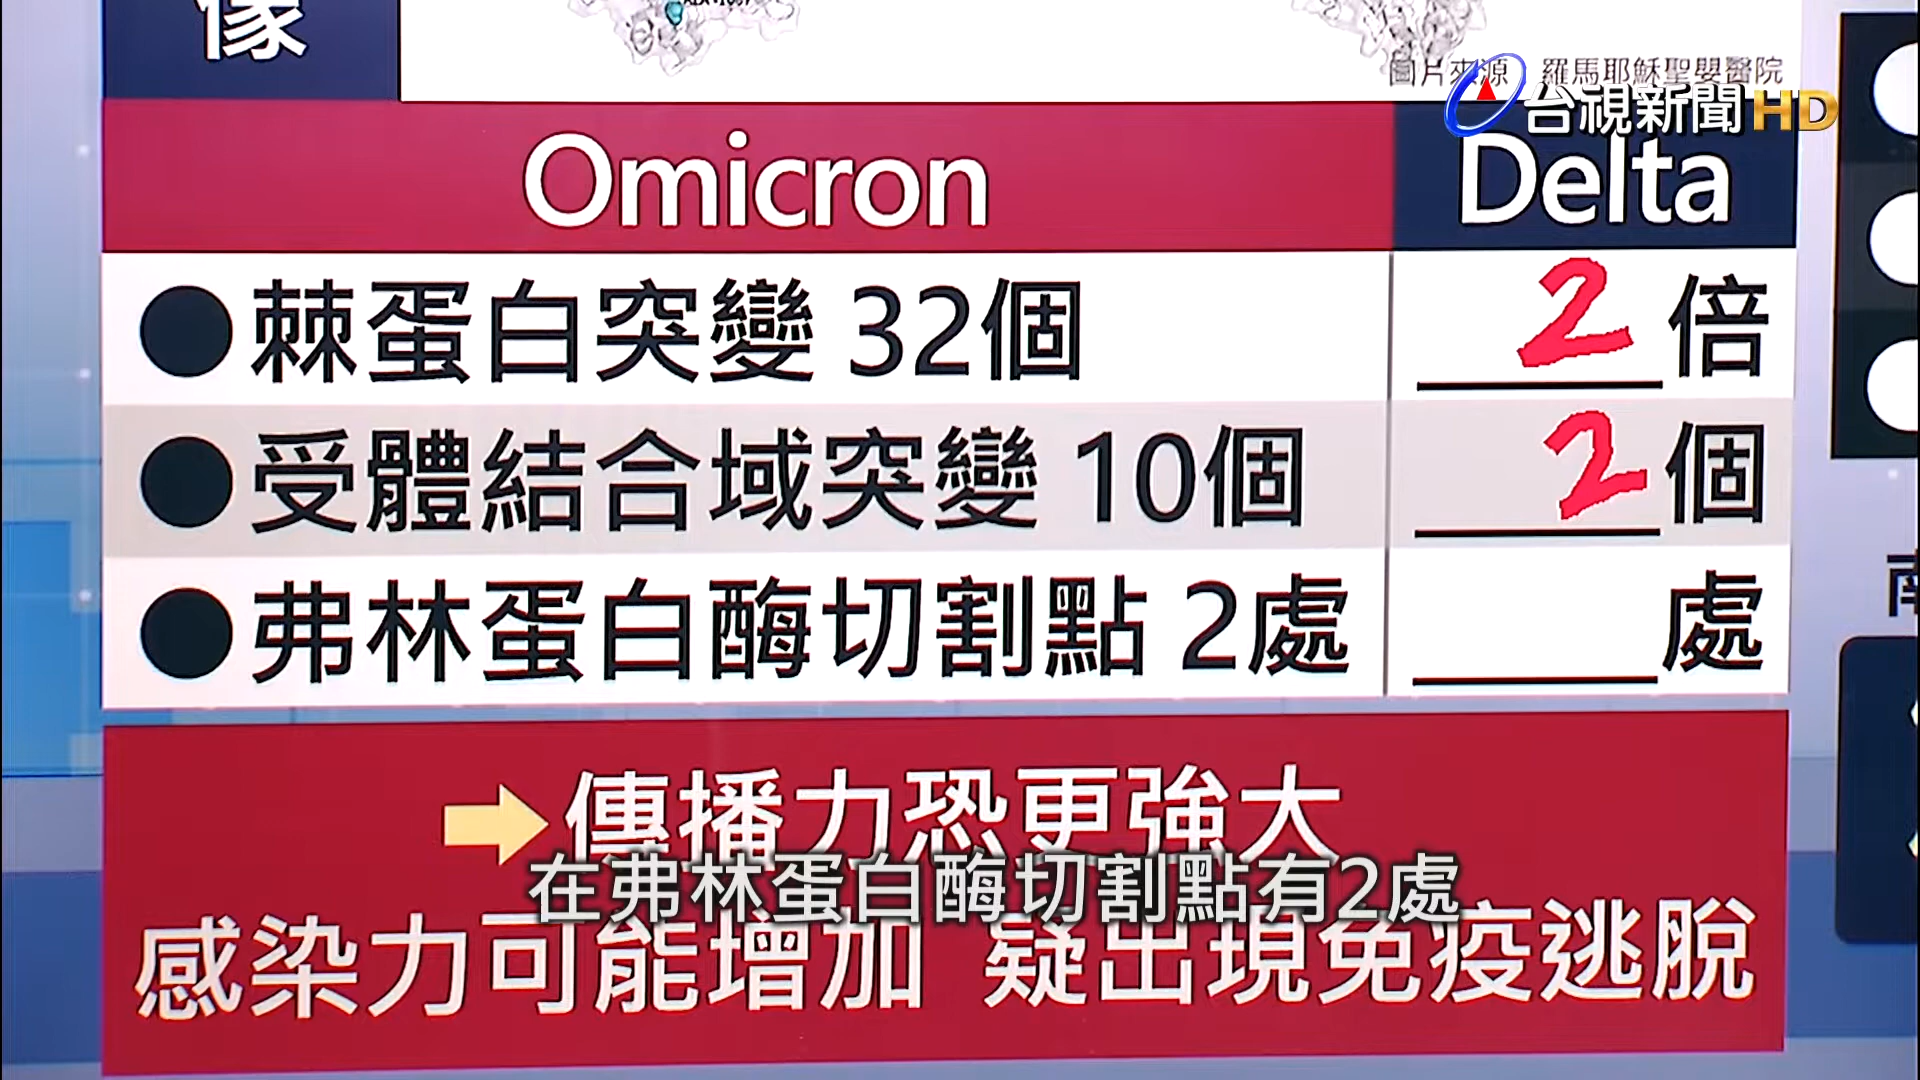 像
圖片來源 羅馬耶穌聖嬰醫院
台視新聞HD
Omicron
Delta
●棘蛋白突變 32個
2倍
●受體結合域突變 10個
2個
●弗林蛋白酶切割點 2處
處
傳播力恐更強大
在弗林蛋白酶切割點有2處
感染力可能增加 疑出現免疫逃脫